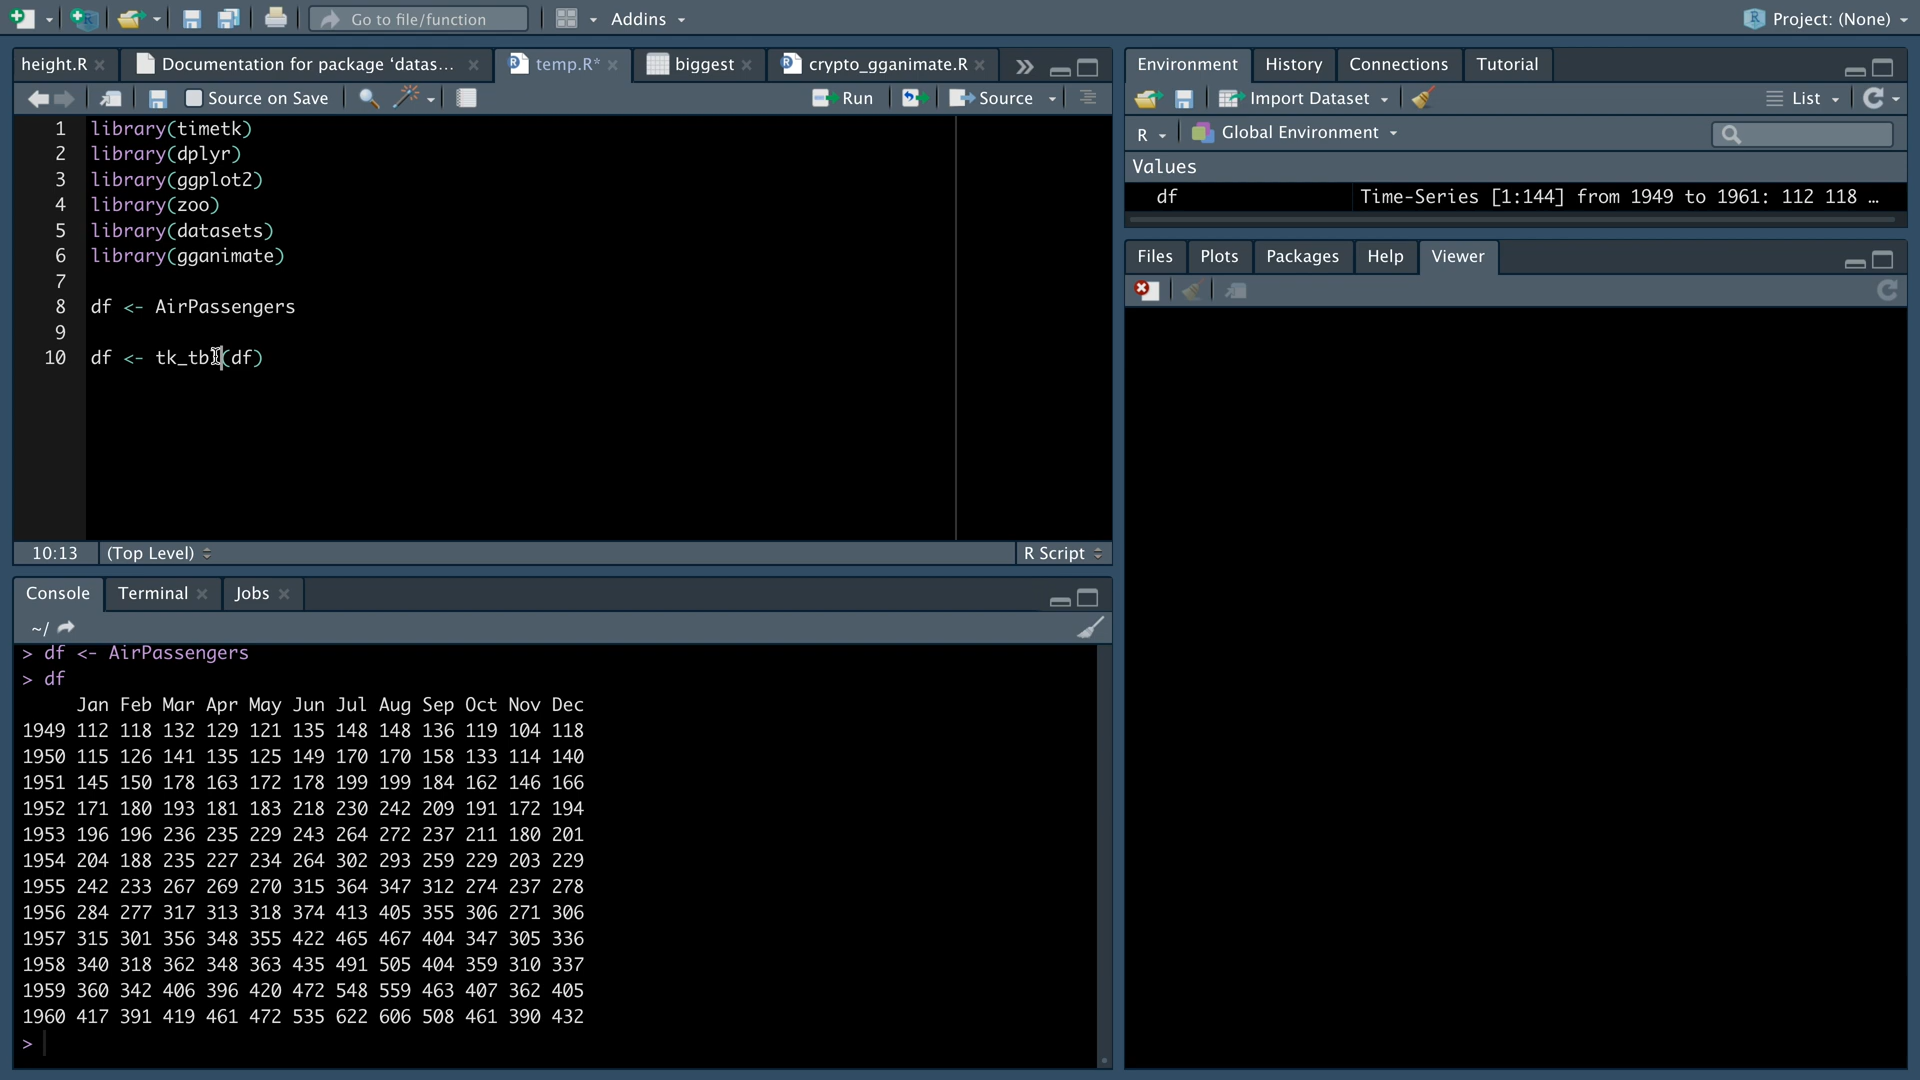 Go to file/function
Addins
Project: (None)
height.R
Documentation for package ‘datas...
temp.R*
biggest
crypto_gganimate.R
Source on Save
Run
Source
1 library(timetk)
2 library(dplyr)
3 library(ggplot2)
4 library(zoo)
5 library(datasets)
6 library(gganimate)
7
8 df <- AirPassengers
9
10 df <- tk_tbl(df)
10:13
(Top Level)
R Script
Console
Terminal
Jobs
~/
> df <- AirPassengers
> df
Jan Feb Mar Apr May Jun Jul Aug Sep Oct Nov Dec
1949 112 118 132 129 121 135 148 148 136 119 104 118
1950 115 126 141 135 125 149 170 170 158 133 114 140
1951 145 150 178 163 172 178 199 199 184 162 146 166
1952 171 180 193 181 183 218 230 242 209 191 172 194
1953 196 196 236 235 229 243 264 272 237 211 180 201
1954 204 188 235 227 234 264 302 293 259 229 203 229
1955 242 233 267 269 270 315 364 347 312 274 237 278
1956 284 277 317 313 318 374 413 405 355 306 271 306
1957 315 301 356 348 355 422 465 467 404 347 305 336
1958 340 318 362 348 363 435 491 505 404 359 310 337
1959 360 342 406 396 420 472 548 559 463 407 362 405
1960 417 391 419 461 472 535 622 606 508 461 390 432
>
Environment
History
Connections
Tutorial
Import Dataset
List
R
Global Environment
Values
df Time-Series [1:144] from 1949 to 1961: 112 118 …
Files
Plots
Packages
Help
Viewer